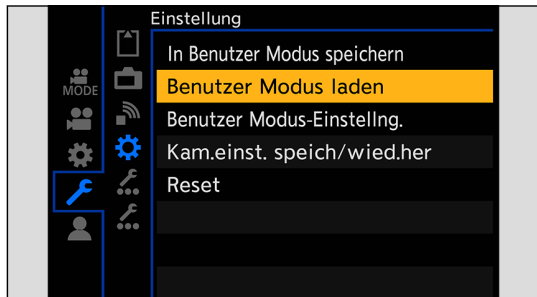 Einstellung
In Benutzer Modus speichern
MODE
Benutzer Modus laden
Benutzer Modus-Einstellng.
Kam.einst. speich/wied.her
Reset